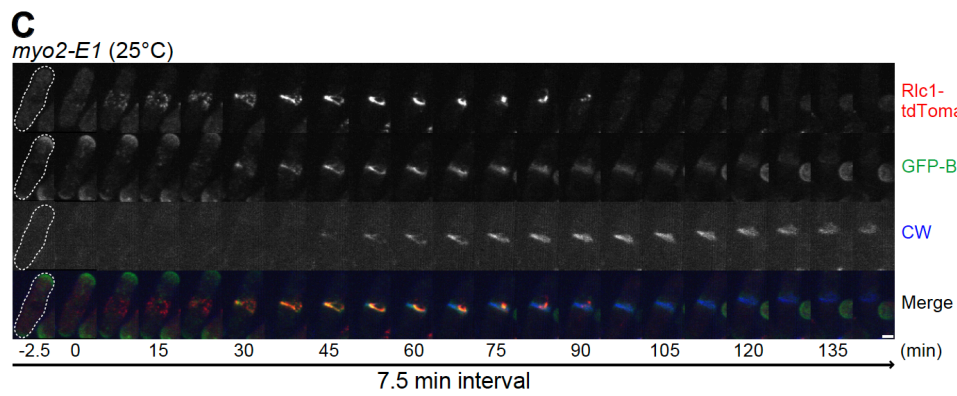 C
myo2-E1 (25°C)
Rlc1-
tdToma
GFP-B
CW
Merge
-2.5 0 15 30 45 60 75 90 105 120 135 (min)
7.5 min interval